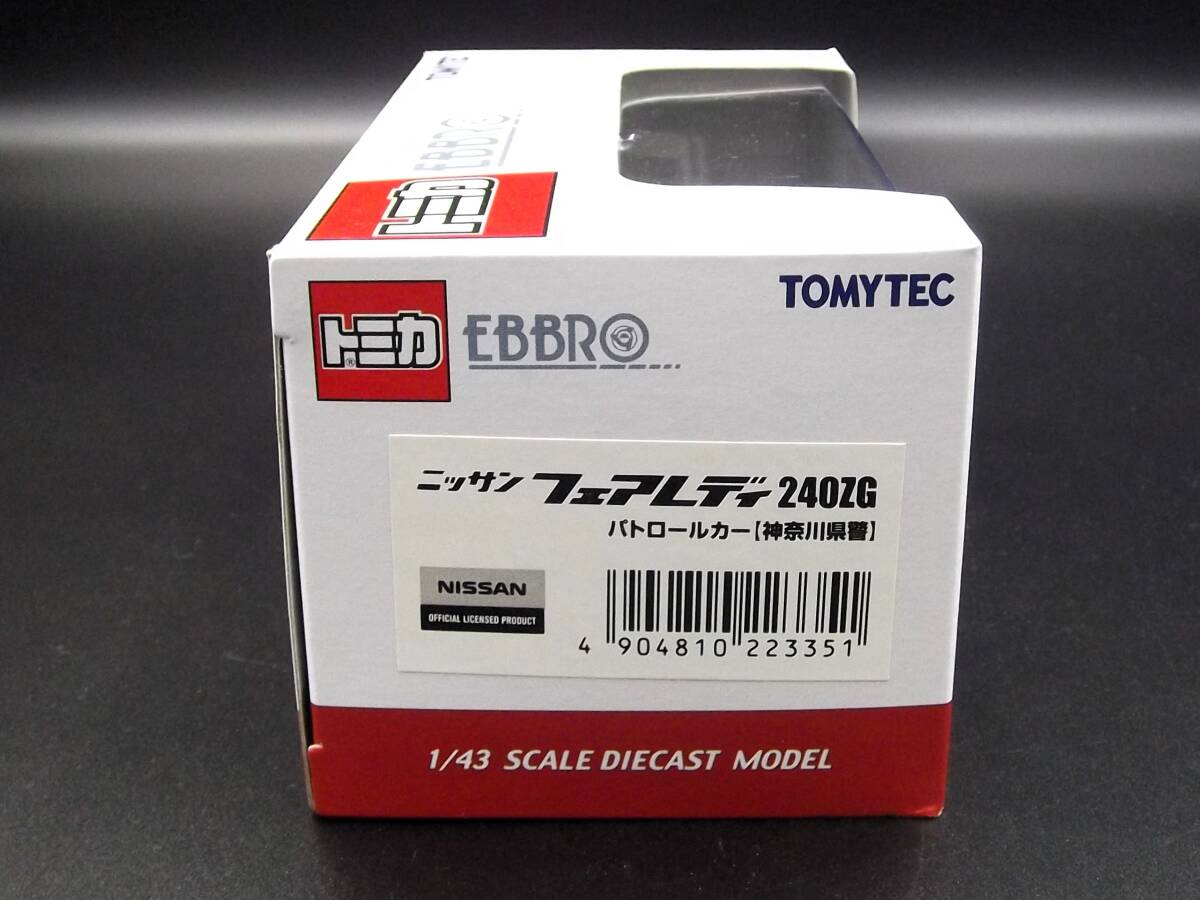 TOMYTEC
EBBRO
トミカ
トミカ®
EBBRO
TOMYTEC
ニッサン フェアレディ 240ZG
パトロールカー【神奈川県警】
NISSAN
OFFICIAL LICENSED PRODUCT
4 904810 223351
1/43 SCALE DIECAST MODEL